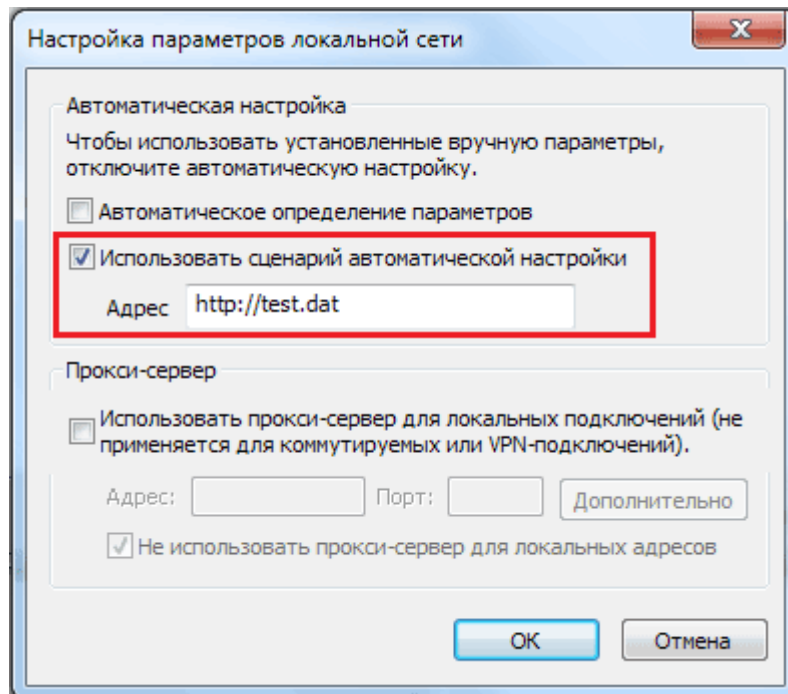 Настройка параметров локальной сети
Автоматическая настройка
Чтобы использовать установленные вручную параметры,
отключите автоматическую настройку.
Автоматическое определение параметров
Использовать сценарий автоматической настройки
Адрес http://test.dat
Прокси-сервер
Использовать прокси-сервер для локальных подключений (не
применяется для коммутируемых или VPN-подключений).
Адрес: Порт: Дополнительно
Не использовать прокси-сервер для локальных адресов
ОК Отмена